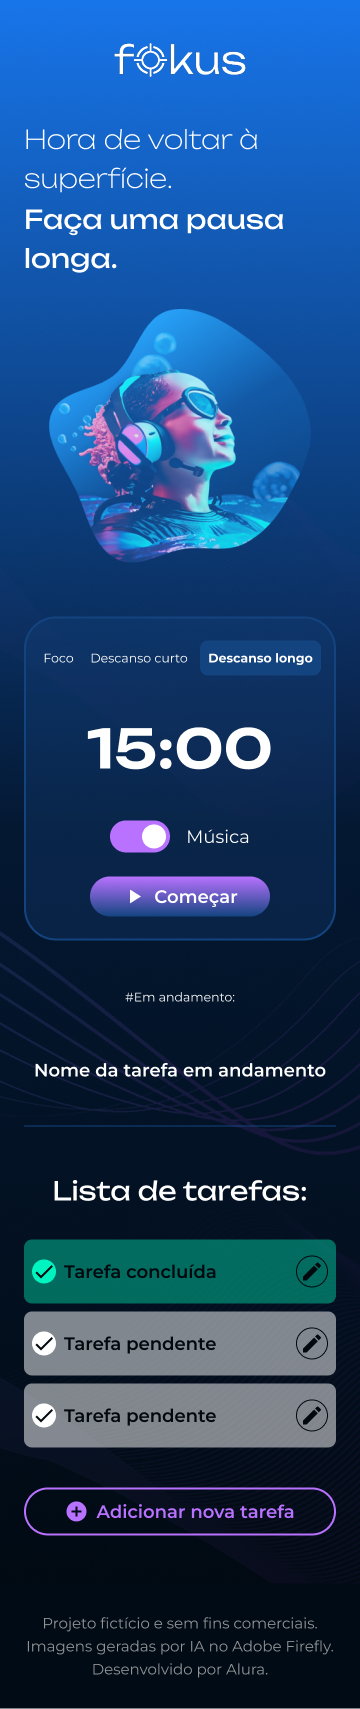 fokus
Hora de voltar à
superfície.
Faça uma pausa
longa.
Foco Descanso curto Descanso longo
15:00
Música
Começar
#Em andamento:
Nome da tarefa em andamento
Lista de tarefas:
Tarefa concluída
Tarefa pendente
Tarefa pendente
Adicionar nova tarefa
Projeto fictício e sem fins comerciais.
Imagens geradas por IA no Adobe Firefly.
Desenvolvido por Alura.